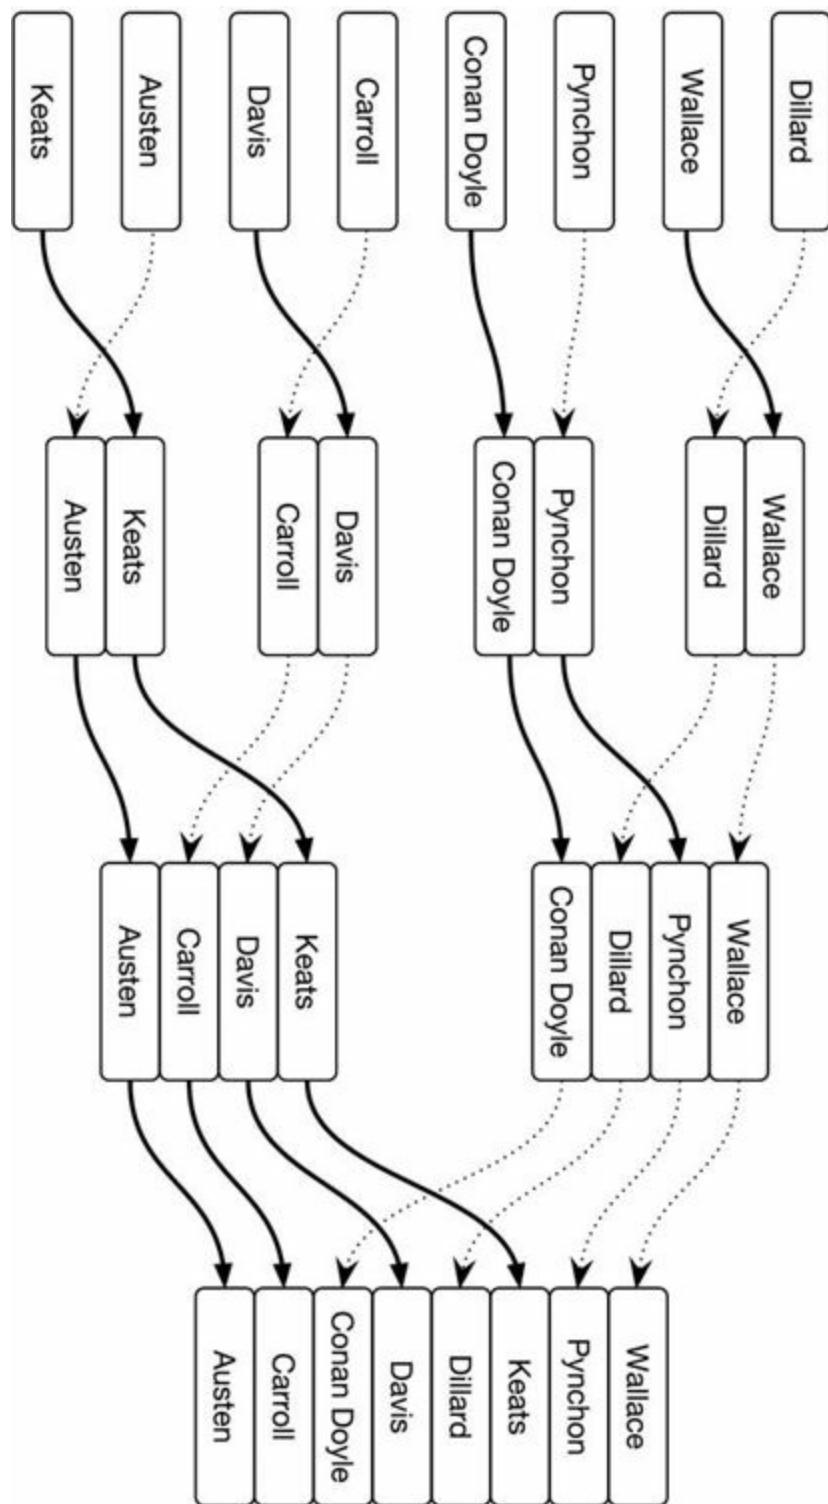 Keats
Austen
Davis
Carroll
Conan Doyle
Pynchon
Wallace
Dillard
Austen
Keats
Carroll
Davis
Conan Doyle
Pynchon
Dillard
Wallace
Austen
Carroll
Davis
Keats
Conan Doyle
Dillard
Pynchon
Wallace
Austen
Carroll
Conan Doyle
Davis
Dillard
Keats
Pynchon
Wallace